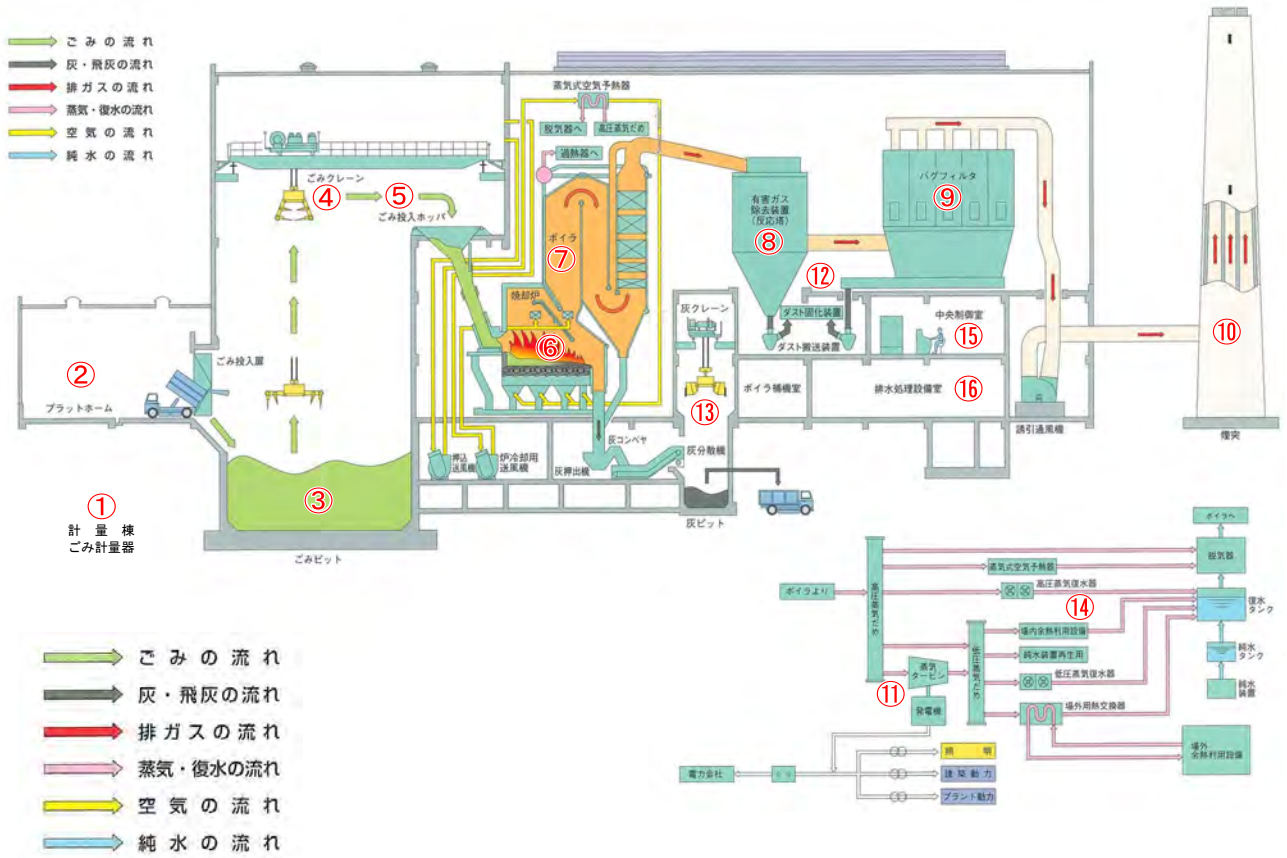 ごみの流れ
灰・飛灰の流れ
排ガスの流れ
蒸気・復水の流れ
空気の流れ
純水の流れ
蒸気式空気予熱器
脱気器へ
高圧蒸気だめ
過熱器へ
ごみクレーン
④
⑤
ごみ投入ホッパ
ボイラ
⑦
焼却炉
⑥
有害ガス
除去装置
(反応塔)
⑧
バグフィルタ
⑨
⑫
ダスト固化装置
ダスト搬送装置
灰クレーン
⑬
中央制御室
⑮
ボイラ補機室
排水処理設備室
⑯
誘引通風機
⑩
煙突
②
プラットホーム
ごみ投入扉
③
ごみピット
①
計量棟
ごみ計量器
押込
送風機
炉冷却用
送風機
灰押出機
灰コンベヤ
灰分散機
灰ピット
ボイラより
高圧蒸気だめ
蒸気式空気予熱器
高圧蒸気復水器
⑭
場内余熱利用設備
純水装置再生用
低圧蒸気復水器
場外用熱交換器
低圧蒸気だめ
⑪
蒸気
タービン
発電機
ボイラへ
脱気器
復水
タンク
純水
タンク
純水
装置
場外
余熱利用設備
電力会社
照明
建築動力
プラント動力
ごみの流れ
灰・飛灰の流れ
排ガスの流れ
蒸気・復水の流れ
空気の流れ
純水の流れ